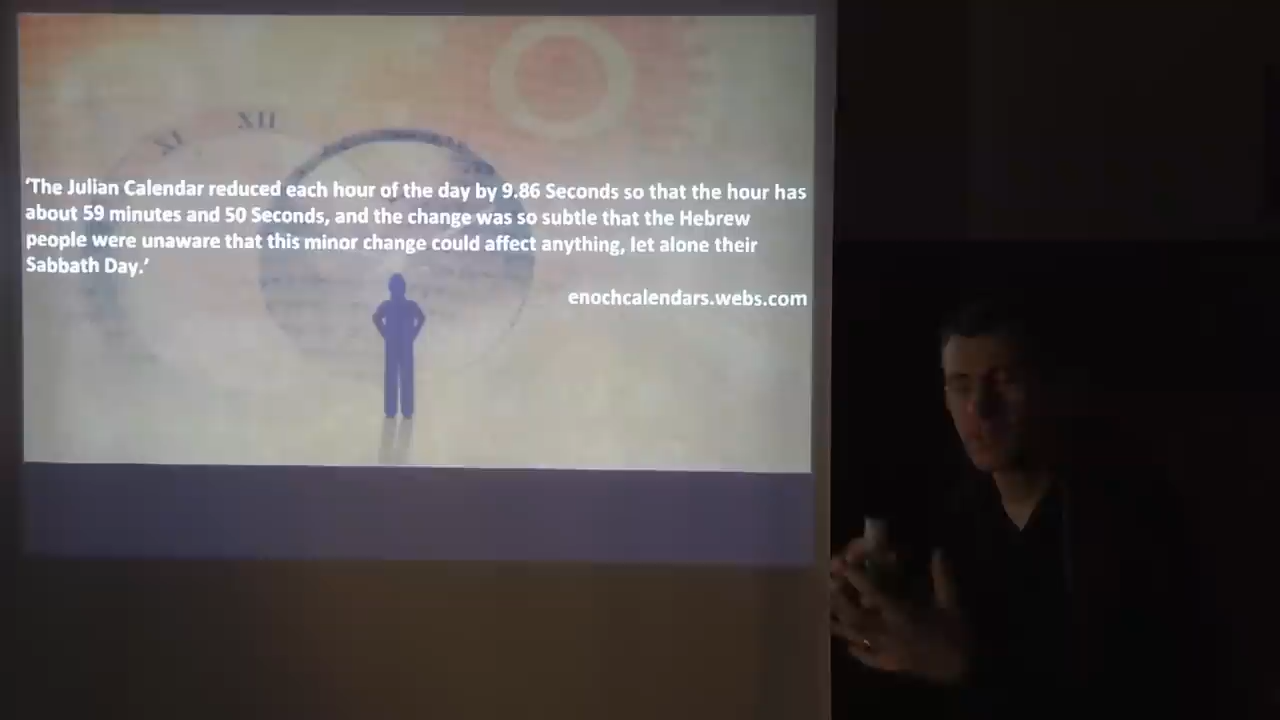 XI
XII
‘The Julian Calendar reduced each hour of the day by 9.86 Seconds so that the hour has
about 59 minutes and 50 Seconds, and the change was so subtle that the Hebrew
people were unaware that this minor change could affect anything, let alone their
Sabbath Day.’
enochcalendars.webs.com